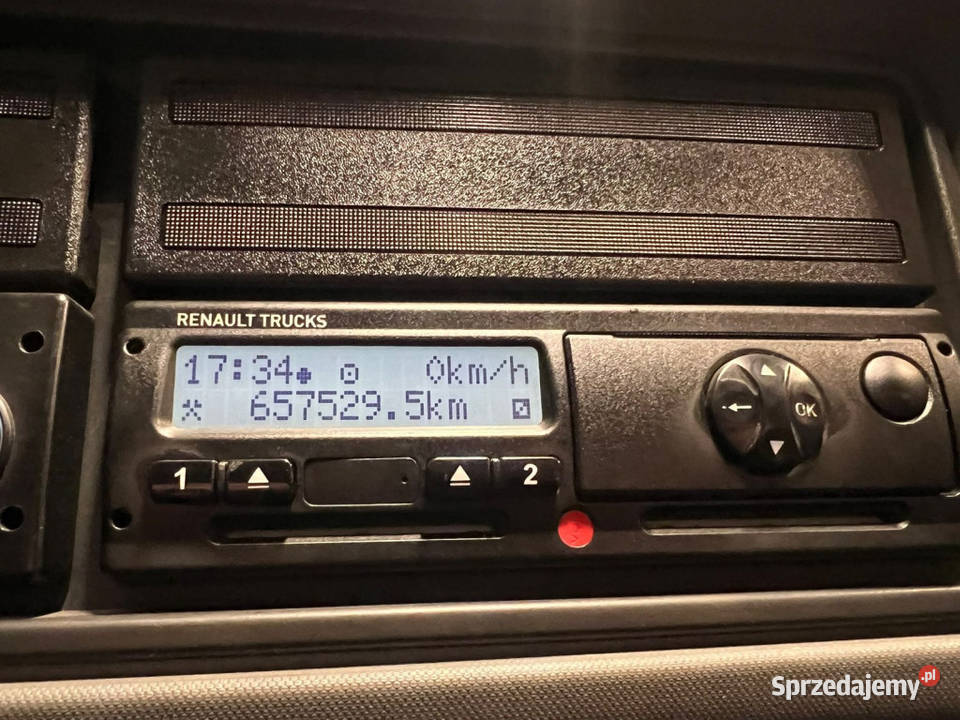 RENAULT TRUCKS
17:34 0km/h
657529.5km
1 2
OK
Sprzedajemy.pl